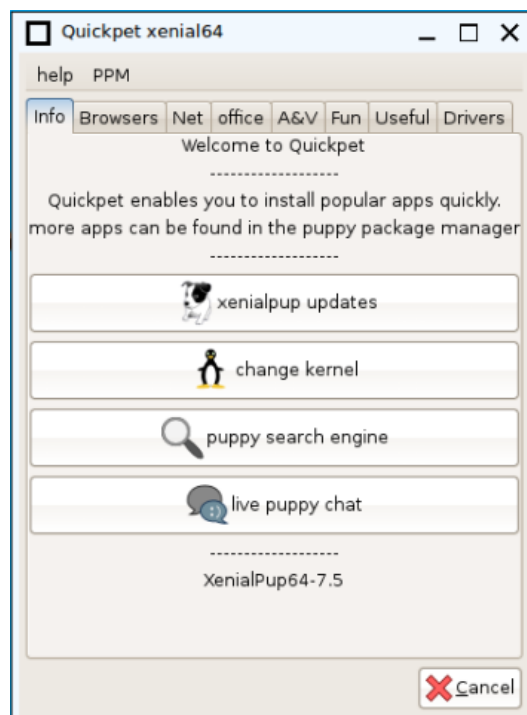 Quickpet xenial64
help PPM
Info Browsers Net office A&V Fun Useful Drivers
Welcome to Quickpet
-------------------
Quickpet enables you to install popular apps quickly.
more apps can be found in the puppy package manager
-------------------
xenialpup updates
change kernel
puppy search engine
live puppy chat
-------------------
XenialPup64-7.5
Cancel